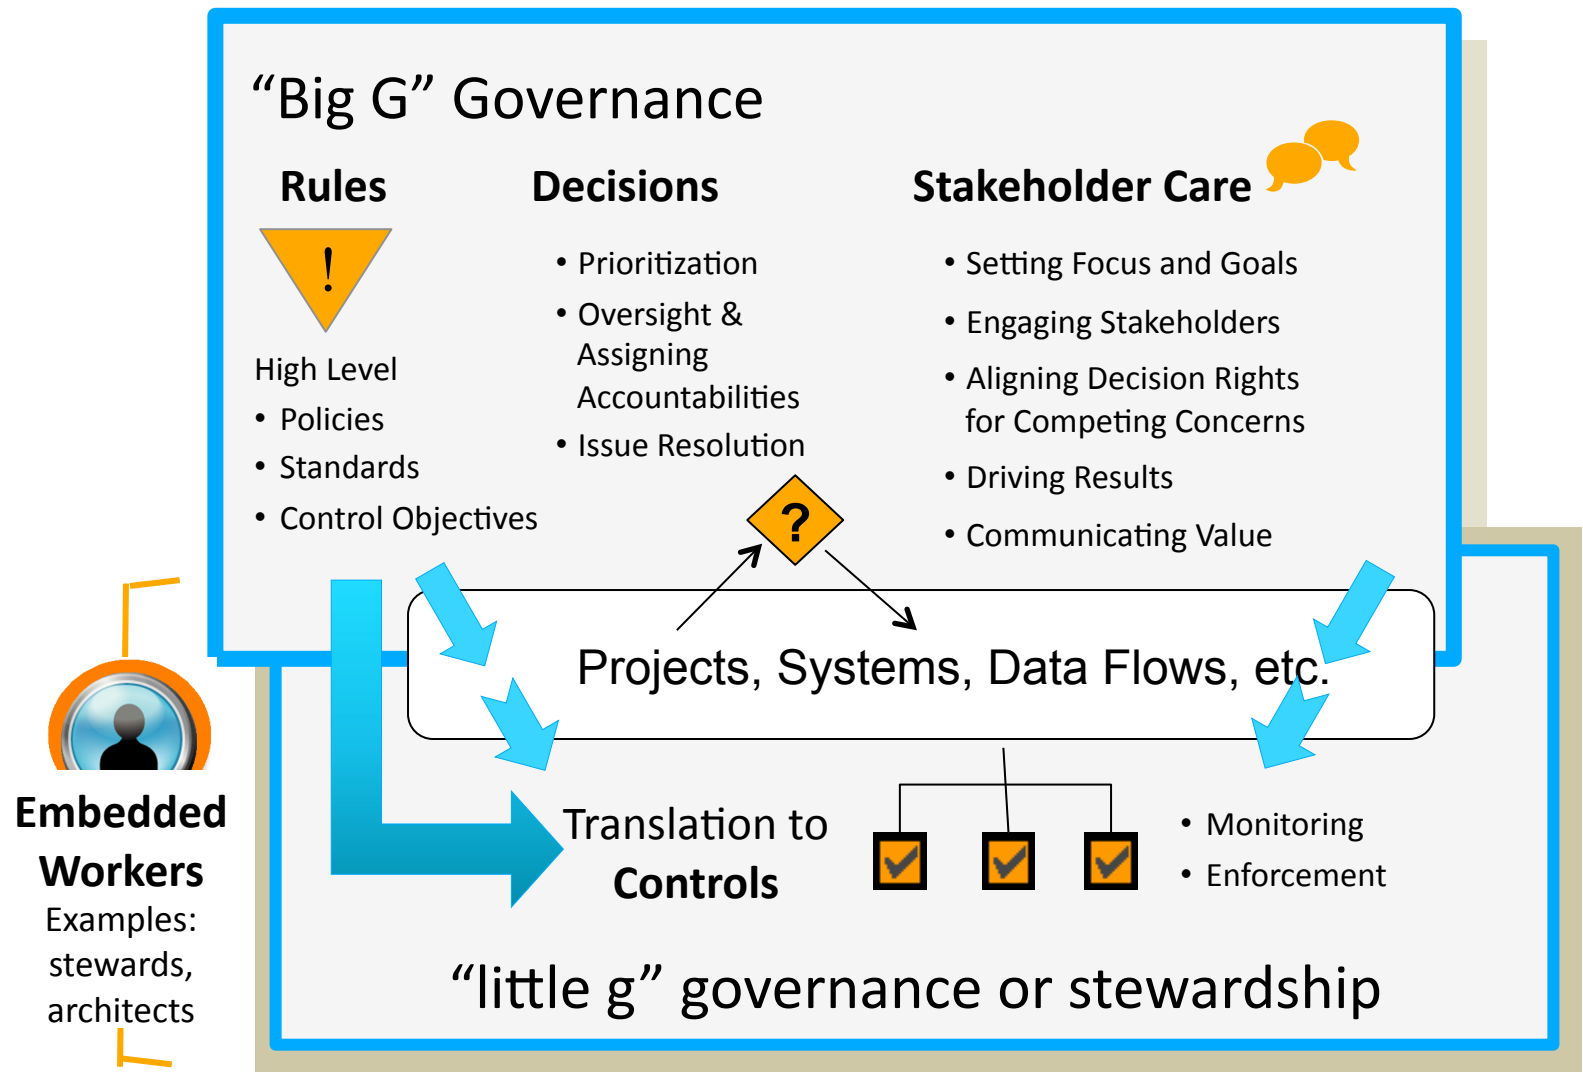 “Big G” Governance
Rules
!
High Level
• Policies
• Standards
• Control Objectives
Decisions
• Prioritization
• Oversight &
Assigning
Accountabilities
• Issue Resolution
?
Stakeholder Care
• Setting Focus and Goals
• Engaging Stakeholders
• Aligning Decision Rights
for Competing Concerns
• Driving Results
• Communicating Value
Projects, Systems, Data Flows, etc.
Embedded
Workers
Examples:
stewards,
architects
Translation to
Controls
• Monitoring
• Enforcement
“little g” governance or stewardship